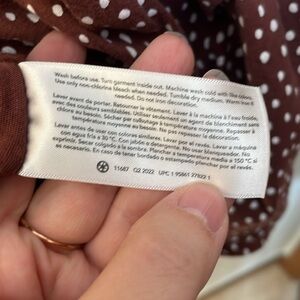 Wash before use. Turn garment inside out. Machine wash cold with like colors.
Use only non-chlorine bleach when needed. Tumble dry medium. Warm iron if
needed. Do not iron decoration.
Lavar avant de porter. Retourner le vêtement. Laver à la machine à l'eau froide,
avec des couleurs semblables. Utiliser seulement un agent de blanchiment sans
chlore, au besoin. Sécher par culbutage à température moyenne. Repasser à
température moyenne au besoin. Ne pas repasser la décoration.
Lavar antes de usar con colores similares. Lavar por el revés. Lavar a máquina
con agua fría a 30 °C. Con jabón o detergente. No usar blanqueador. No
exprimir. Secar colgado a la sombra. Planchar a temperatura media a 150 °C si
es necesario. En caso de tener bordado o estampado planchar por el revés.
11687 Q2 2022 UPC 1 95861 27822 1